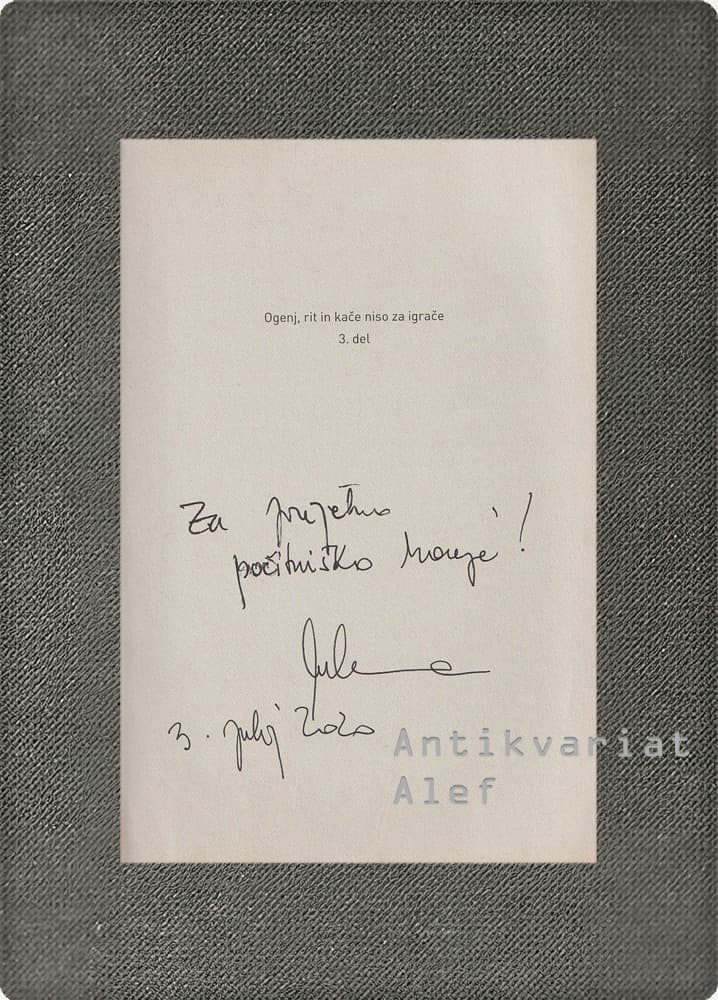 Ogenj, rit in kače niso za igrače
3. del
Za prijetno
počitniško branje!
3. julij 2020
Antikvariat
Alef